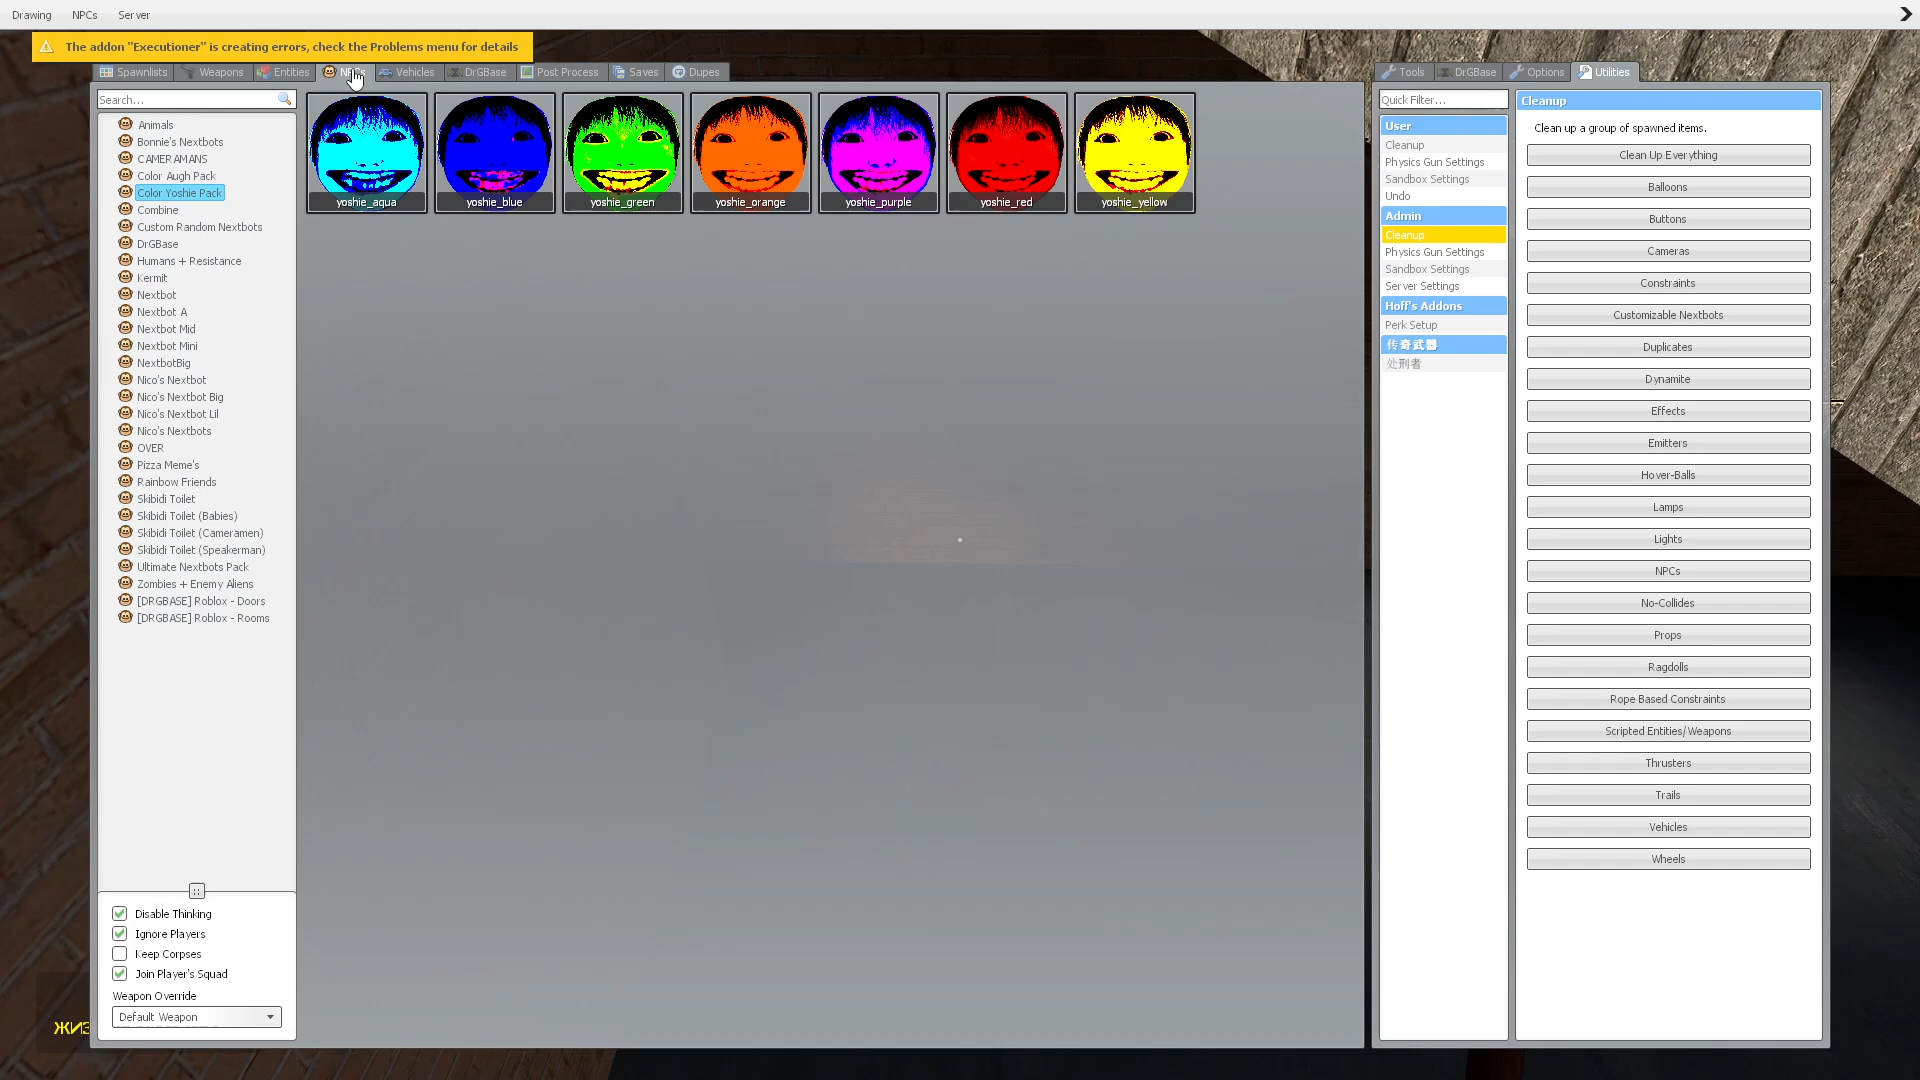 Drawing NPCs Server
The addon "Executioner" is creating errors, check the Problems menu for details
Spawnlists Weapons Entities Vehicles DrGBase Post Process Saves Dupes
Tools DrGBase Options Utilities
Search...
Animals
Bonnie's Nextbots
CAMERAMANS
Color Augh Pack
Color Yoshie Pack
Combine
Custom Random Nextbots
DrGBase
Humans + Resistance
Kermit
Nextbot
Nextbot A
Nextbot Mid
Nextbot Mini
NextbotBig
Nico's Nextbot
Nico's Nextbot Big
Nico's Nextbot Lil
Nico's Nextbots
OVER
Pizza Meme's
Rainbow Friends
Skibidi Toilet
Skibidi Toilet (Babies)
Skibidi Toilet (Cameramen)
Skibidi Toilet (Speakerman)
Ultimate Nextbots Pack
Zombies + Enemy Aliens
[DRGBASE] Roblox - Doors
[DRGBASE] Roblox - Rooms
Disable Thinking
Ignore Players
Keep Corpses
Join Player's Squad
Weapon Override
Default Weapon
yoshie_aqua yoshie_blue yoshie_green yoshie_orange yoshie_purple yoshie_red yoshie_yellow
Quick Filter...
User
Cleanup
Physics Gun Settings
Sandbox Settings
Undo
Admin
Cleanup
Physics Gun Settings
Sandbox Settings
Server Settings
Hoff's Addons
Perk Setup
传奇武器
处刑者
Cleanup
Clean up a group of spawned items.
Clean Up Everything
Balloons
Buttons
Cameras
Constraints
Customizable Nextbots
Duplicates
Dynamite
Effects
Emitters
Hover-Balls
Lamps
Lights
NPCs
No-Collides
Props
Ragdolls
Rope Based Constraints
Scripted Entities/Weapons
Thrusters
Trails
Vehicles
Wheels